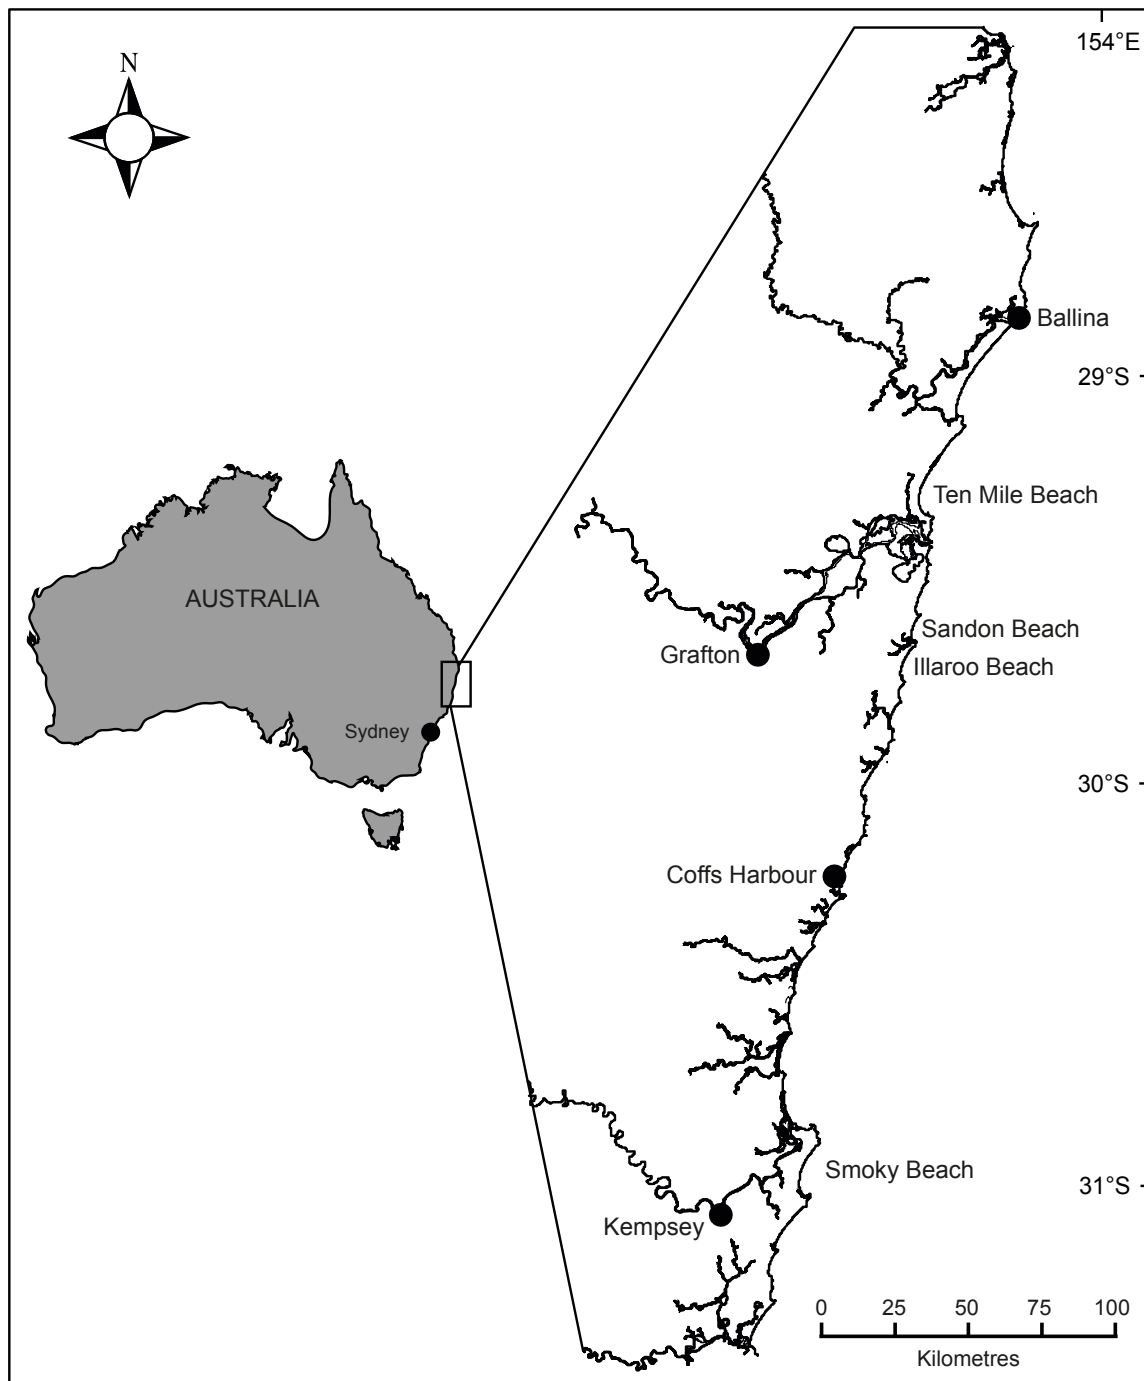 154°E
N
Ballina
29°S
Ten Mile Beach
AUSTRALIA
Sandon Beach
Grafton
Illaroo Beach
Sydney
30°S
Coffs Harbour
Smoky Beach
31°S
Kempsey
0 25 50 75 100
Kilometres